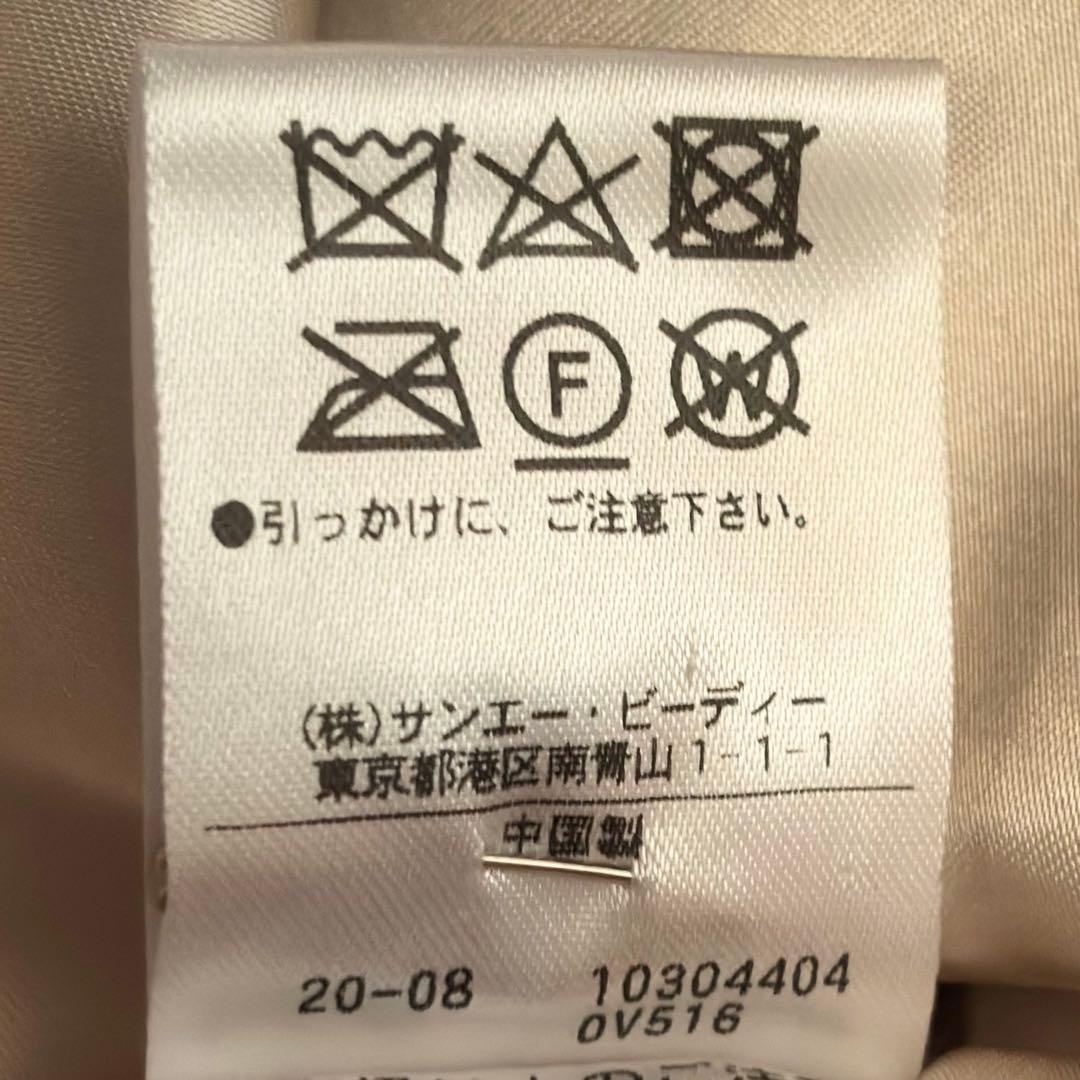 F W
●引っかけに、ご注意下さい。
(株)サンエー・ビーディー
東京都港区南青山1-1-1
中国製
20-08 10304404
0V516